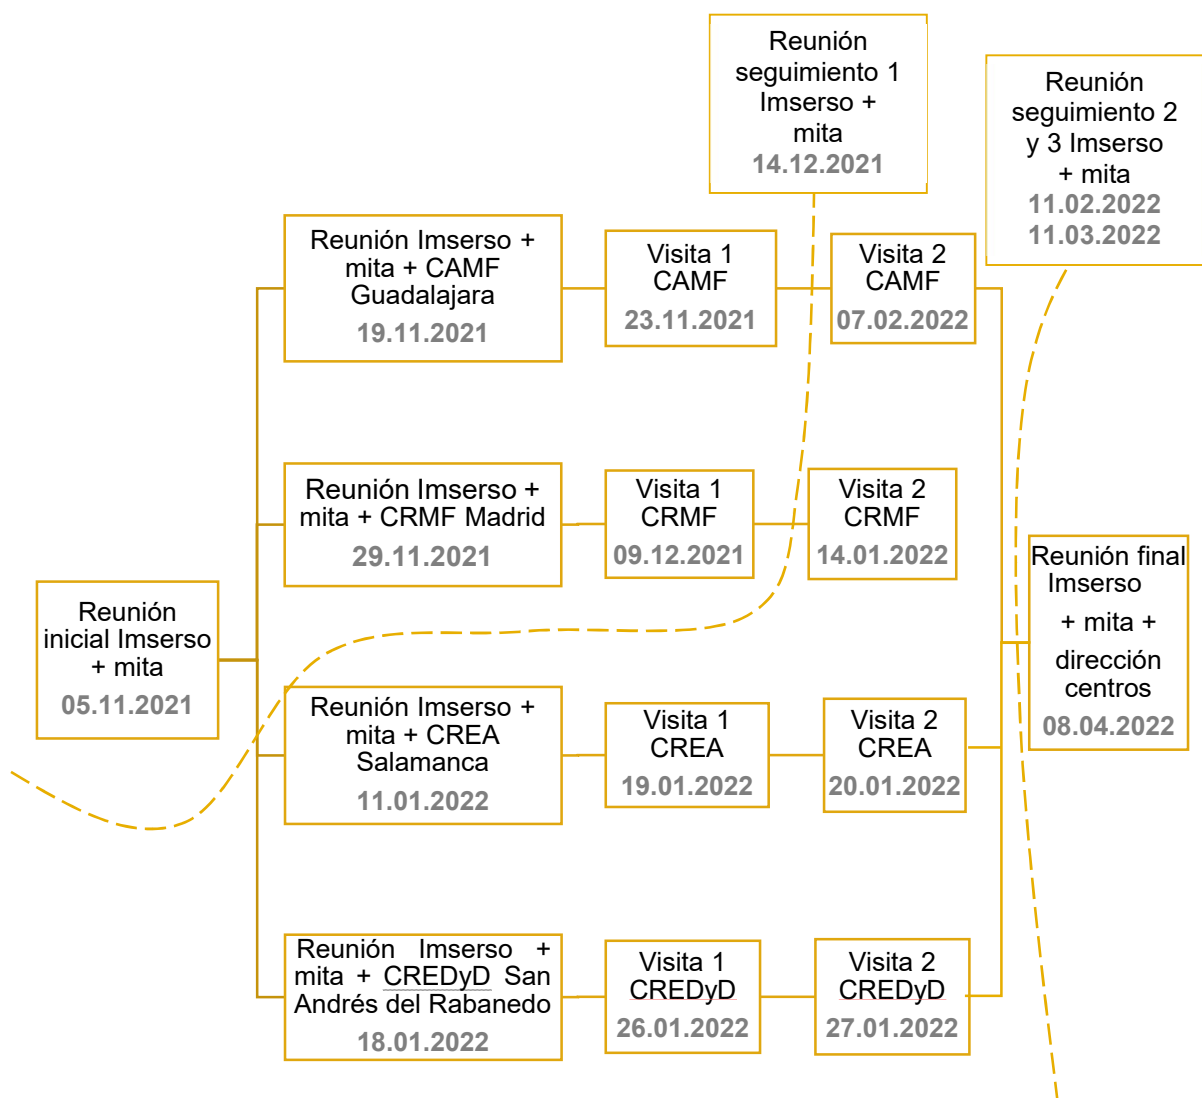 Reunión
seguimiento 1
Imserso +
mita
14.12.2021
Reunión
seguimiento 2
y 3 Imserso
+ mita
11.02.2022
11.03.2022
Reunión Imserso +
mita + CAMF
Guadalajara
19.11.2021
Visita 1
CAMF
23.11.2021
Visita 2
CAMF
07.02.2022
Reunión Imserso +
mita + CRMF Madrid
29.11.2021
Visita 1
CRMF
09.12.2021
Visita 2
CRMF
14.01.2022
Reunión
inicial Imserso
+ mita
05.11.2021
Reunión final
Imserso
+ mita +
dirección
centros
08.04.2022
Reunión Imserso +
mita + CREA
Salamanca
11.01.2022
Visita 1
CREA
19.01.2022
Visita 2
CREA
20.01.2022
Reunión Imserso +
mita + CREDyD San
Andrés del Rabanedo
18.01.2022
Visita 1
CREDyD
26.01.2022
Visita 2
CREDyD
27.01.2022